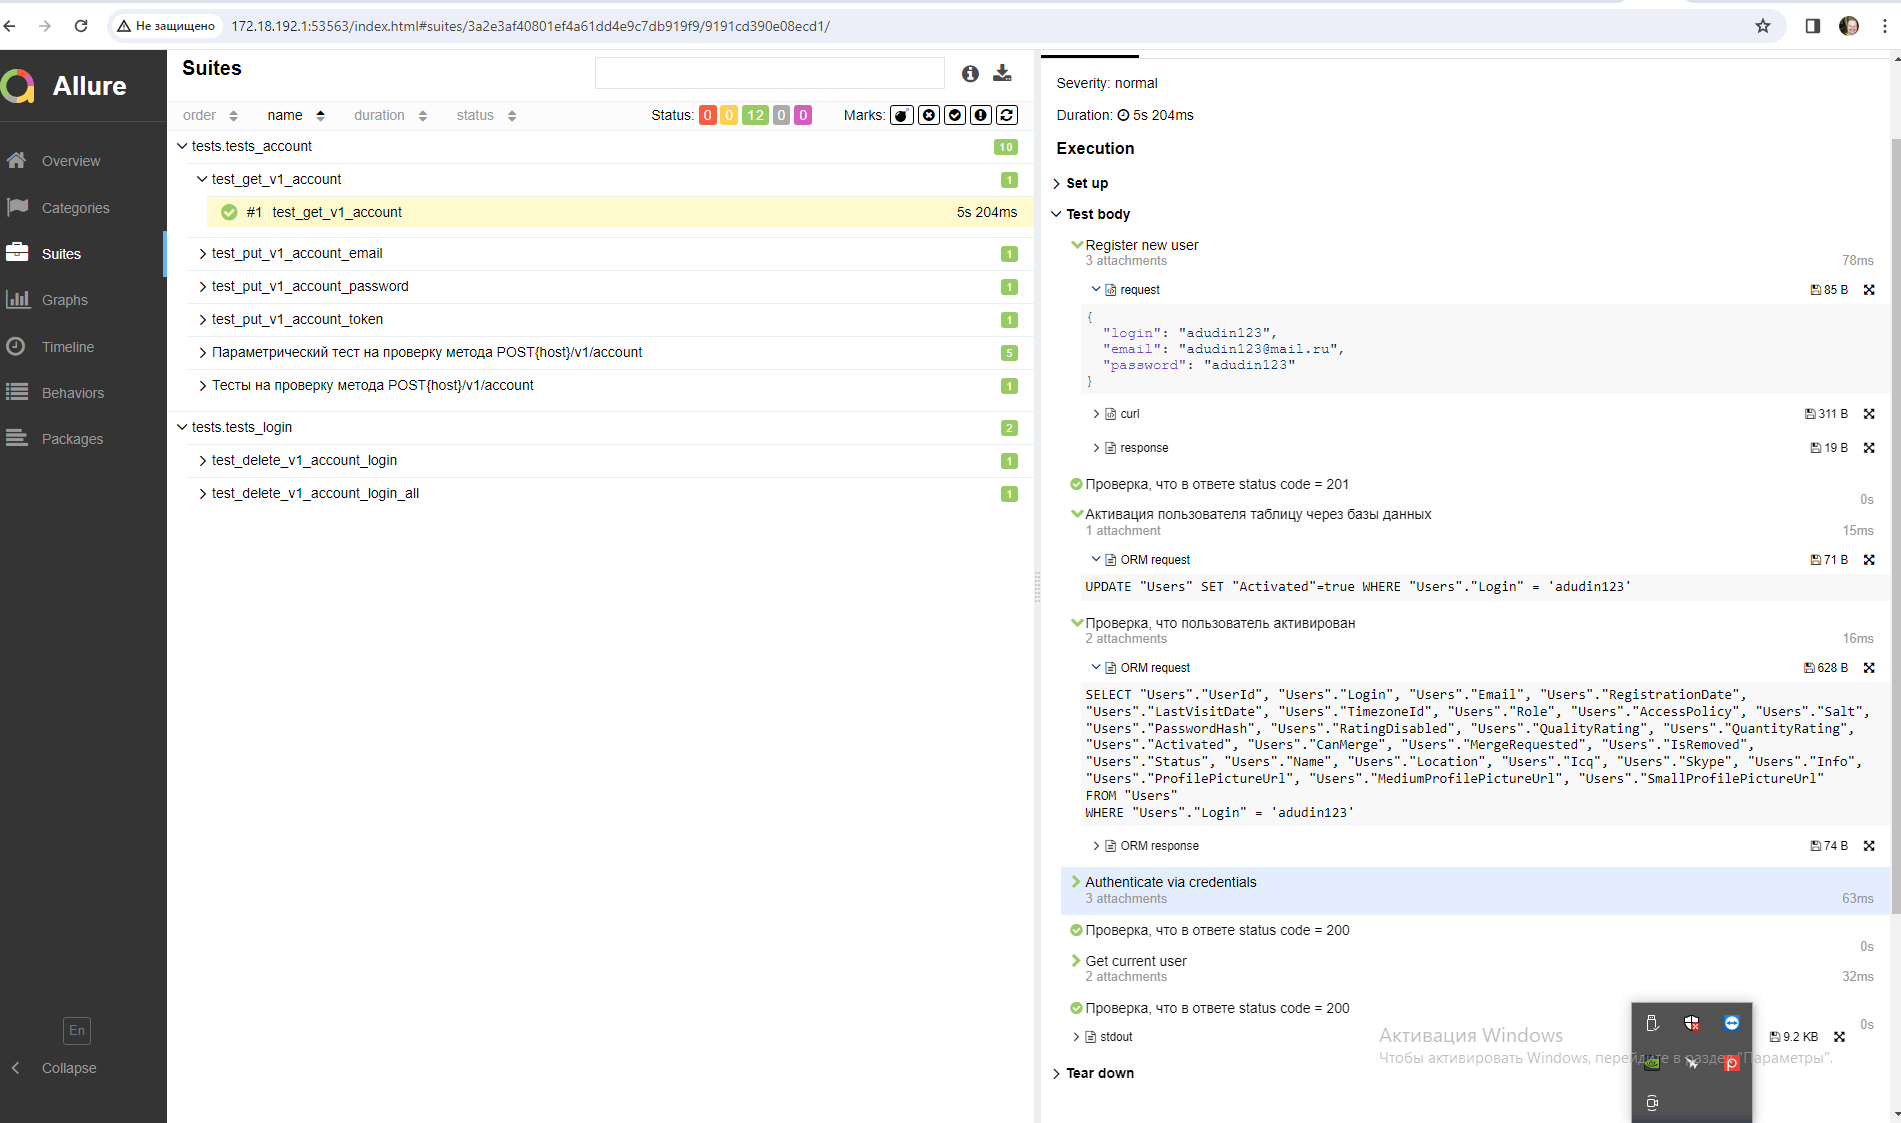 Не защищено
172.18.192.1:53563/index.html#suites/3a2e3af40801ef4a61dd4e9c7db919f9/9191cd390e08ecd1/
Allure
Overview
Categories
Suites
Graphs
Timeline
Behaviors
Packages
En
Collapse
Suites
order name duration status Status: 0 0 12 0 0 Marks:
tests.tests_account 10
test_get_v1_account 1
#1 test_get_v1_account 5s 204ms
test_put_v1_account_email 1
test_put_v1_account_password 1
test_put_v1_account_token 1
Параметрический тест на проверку метода POST{host}/v1/account 5
Тесты на проверку метода POST{host}/v1/account 1
tests.tests_login 2
test_delete_v1_account_login 1
test_delete_v1_account_login_all 1
Severity: normal
Duration: 5s 204ms
Execution
Set up
Test body
Register new user
3 attachments 78ms
request 85 B
{
"login": "adudin123",
"email": "adudin123@mail.ru",
"password": "adudin123"
}
curl 311 B
response 19 B
Проверка, что в ответе status code = 201
0s
Активация пользователя таблицу через базы данных
1 attachment 15ms
ORM request 71 B
UPDATE "Users" SET "Activated"=true WHERE "Users"."Login" = 'adudin123'
Проверка, что пользователь активирован
2 attachments 16ms
ORM request 628 B
SELECT "Users"."UserId", "Users"."Login", "Users"."Email", "Users"."RegistrationDate",
"Users"."LastVisitDate", "Users"."TimezoneId", "Users"."Role", "Users"."AccessPolicy", "Users"."Salt",
"Users"."PasswordHash", "Users"."RatingDisabled", "Users"."QualityRating", "Users"."QuantityRating",
"Users"."Activated", "Users"."CanMerge", "Users"."MergeRequested", "Users"."IsRemoved",
"Users"."Status", "Users"."Name", "Users"."Location", "Users"."Icq", "Users"."Skype", "Users"."Info",
"Users"."ProfilePictureUrl", "Users"."MediumProfilePictureUrl", "Users"."SmallProfilePictureUrl"
FROM "Users"
WHERE "Users"."Login" = 'adudin123'
ORM response 74 B
Authenticate via credentials
3 attachments 63ms
Проверка, что в ответе status code = 200
0s
Get current user
2 attachments 32ms
Проверка, что в ответе status code = 200
0s
stdout 9.2 KB
Tear down
Активация Windows
Чтобы активировать Windows, перейдите в раздел "Параметры".